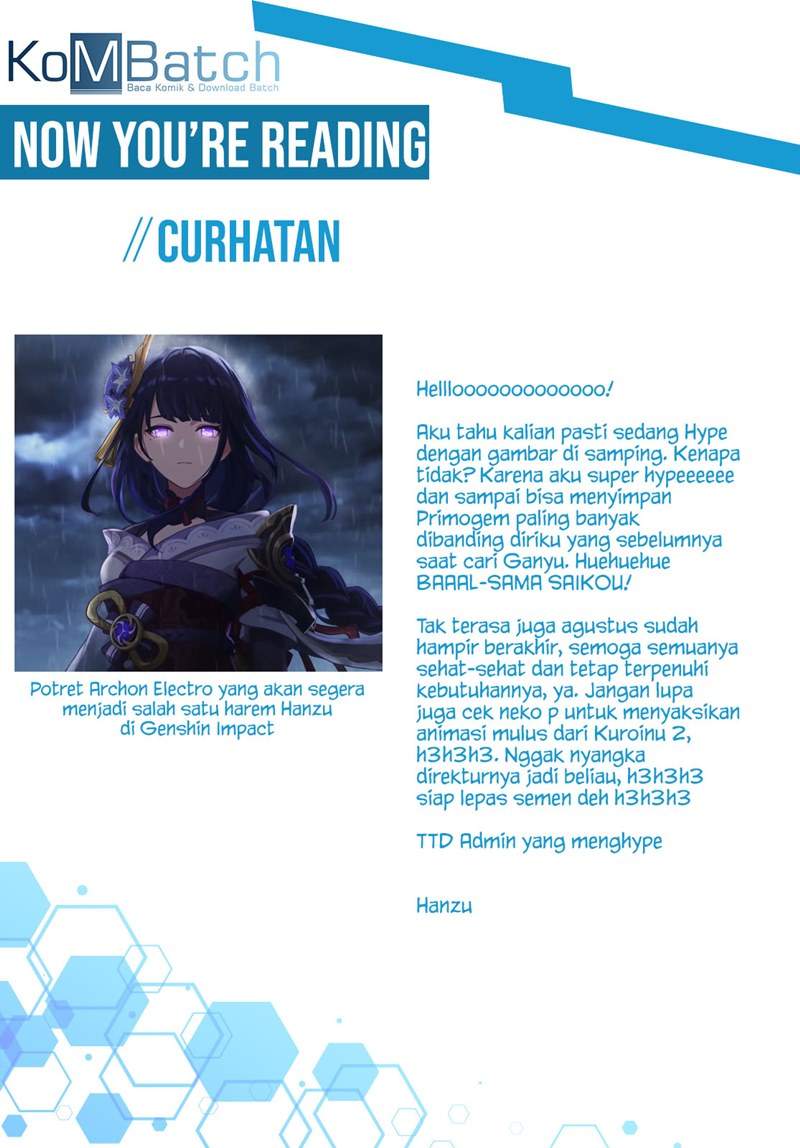 KoMBatch
Baca Komik & Download Batch
NOW YOU'RE READING
// CURHATAN
Potret Archon Electro yang akan segera
menjadi salah satu harem Hanzu
di Genshin Impact
Hellloooooooooooooo!
Aku tahu kalian pasti sedang Hype
dengan gambar di samping. Kenapa
tidak? Karena aku super hypeeeeee
dan sampai bisa menyimpan
Primogem paling banyak
dibanding diriku yang sebelumnya
saat cari Ganyu. Huehuehue
BAAAL-SAMA SAIKOU!
Tak terasa juga agustus sudah
hampir berakhir, semoga semuanya
sehat-sehat dan tetap terpenuhi
kebutuhannya, ya. Jangan lupa
juga cek neko p untuk menyaksikan
animasi mulus dari Kuroinu 2,
h3h3h3. Nggak nyangka
direkturnya jadi beliau, h3h3h3
siap lepas semen deh h3h3h3
TTD Admin yang menghype
Hanzu